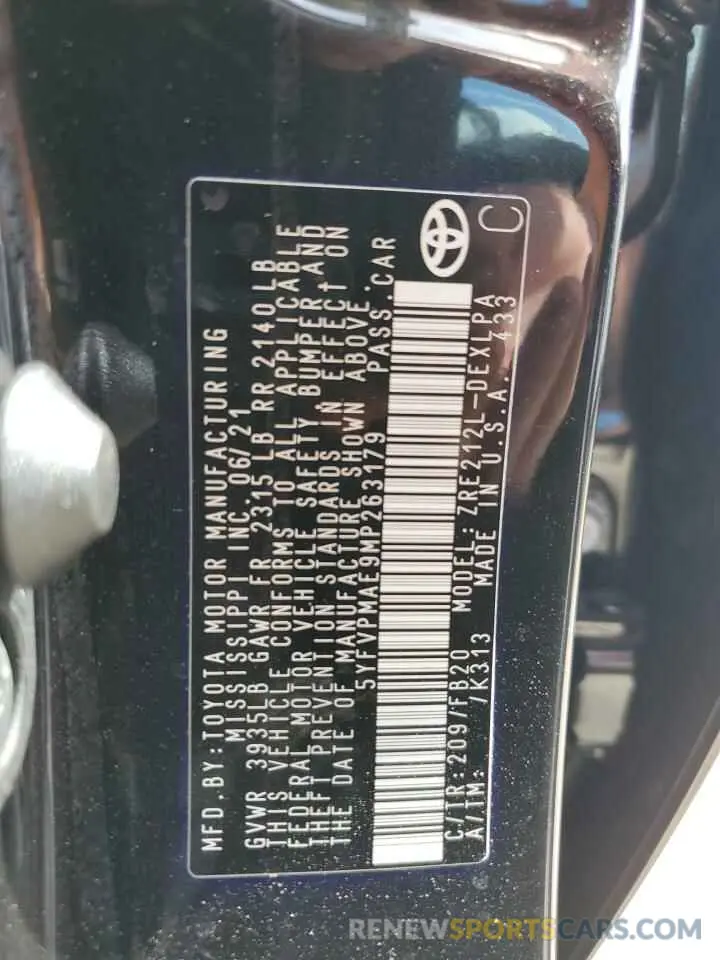 MFD.BY:TOYOTA MOTOR MANUFACTURING
MISSISSIPPI INC. 06/21
GVWR 3935LB GAWR FR 2315 LB RR 2140 LB
THIS VEHICLE CONFORMS TO ALL APPLICABLE
FEDERAL MOTOR VEHICLE SAFETY BUMPER, AND
THEFT PREVENTION STANDARDS IN EFFECT ON
THE DATE OF MANUFACTURE SHOWN ABOVE.
5YFVPMAE9MP263179 PASS.CAR
C/TR:209/FB20 MODEL:ZRE212L-DEXLPA
A/TM: /K313 MADE IN U.S.A. 433
C
RENEWSPORTSCARS.COM